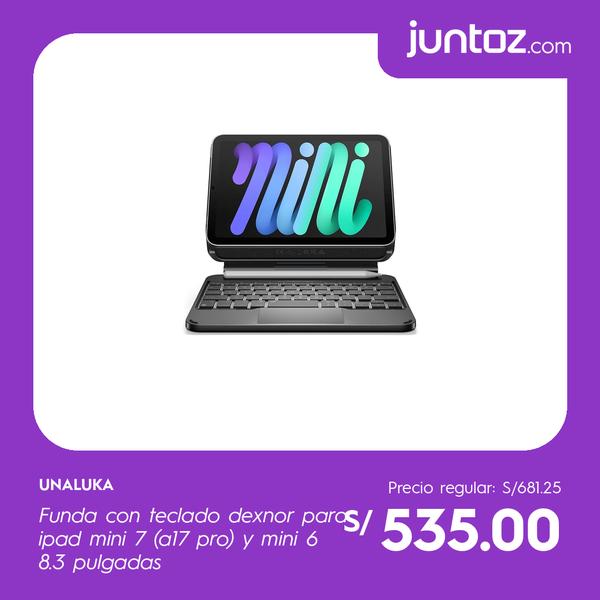 juntoz.com
mini
UNALUKA
Funda con teclado dexnor para
ipad mini 7 (a17 pro) y mini 6
8.3 pulgadas
Precio regular: S/681.25
S/ 535.00